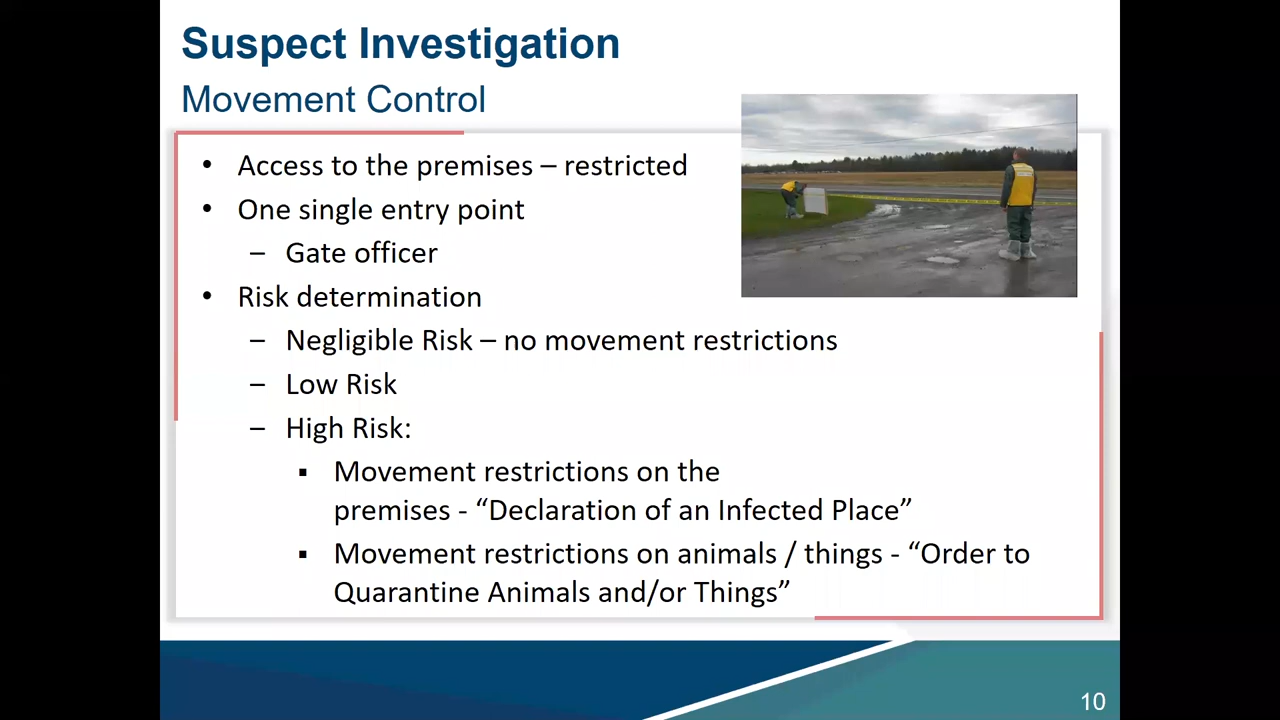 Suspect Investigation
Movement Control
• Access to the premises – restricted
• One single entry point
– Gate officer
• Risk determination
– Negligible Risk – no movement restrictions
– Low Risk
– High Risk:
▪ Movement restrictions on the
premises - “Declaration of an Infected Place”
▪ Movement restrictions on animals / things - “Order to
Quarantine Animals and/or Things”
10